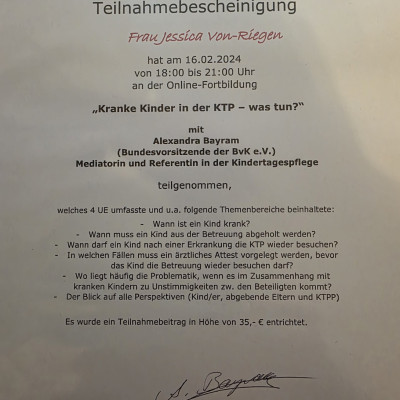 Teilnahmebescheinigung
Frau Jessica Von-Riegen
hat am 16.02.2024
von 18:00 bis 21:00 Uhr
an der Online-Fortbildung
„Kranke Kinder in der KTP – was tun?"
mit
Alexandra Bayram
(Bundesvorsitzende der BvK e.V.)
Mediatorin und Referentin in der Kindertagespflege
teilgenommen,
welches 4 UE umfasste und u.a. folgende Themenbereiche beinhaltete:
- Wann ist ein Kind krank?
- Wann muss ein Kind aus der Betreuung abgeholt werden?
- Wann darf ein Kind nach einer Erkrankung die KTP wieder besuchen?
- In welchen Fällen muss ein ärztliches Attest vorgelegt werden, bevor
das Kind die Betreuung wieder besuchen darf?
- Wo liegt häufig die Problematik, wenn es im Zusammenhang mit
kranken Kindern zu Unstimmigkeiten zw. den Beteiligten kommt?
- Der Blick auf alle Perspektiven (Kind/er, abgebende Eltern und KTPP)
Es wurde ein Teilnahmebeitrag in Höhe von 35,- € entrichtet.
A. Bayram